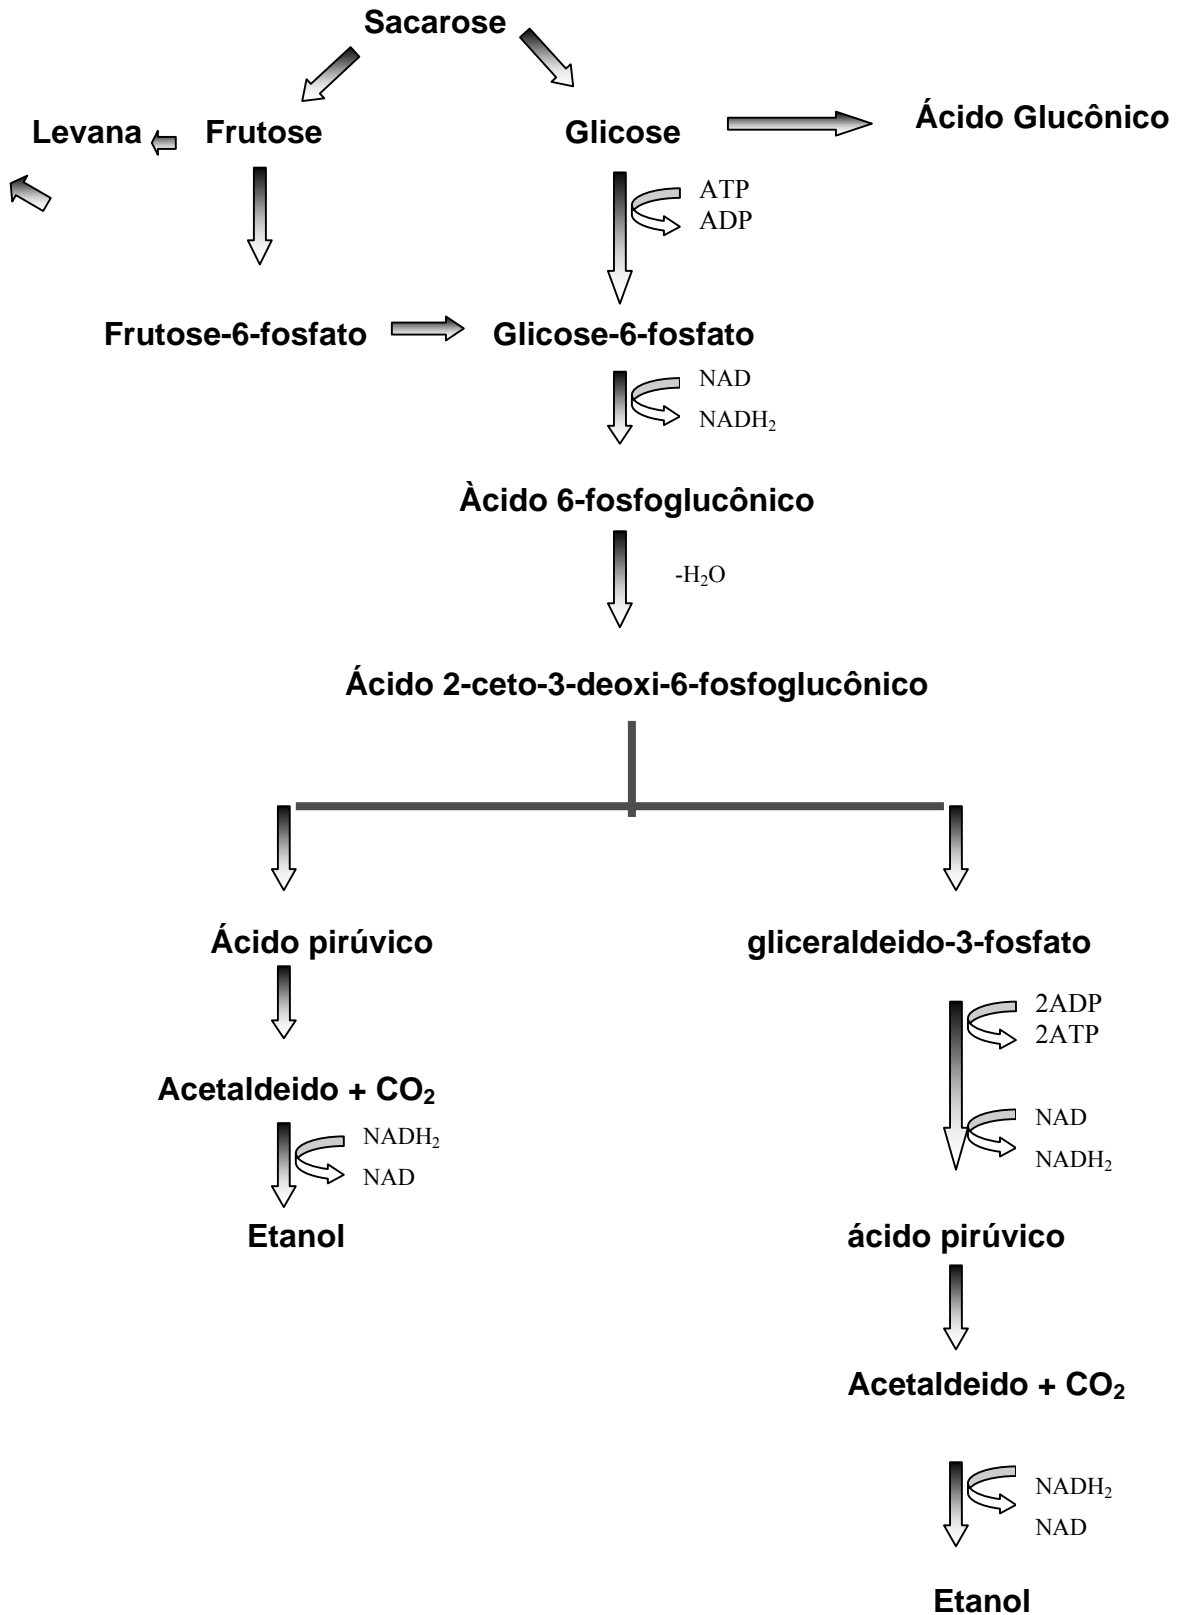 Sacarose
Levana Frutose Glicose Ácido Glucônico
ATP
ADP
Frutose-6-fosfato Glicose-6-fosfato
NAD
NADH₂
Àcido 6-fosfoglucônico
-H₂O
Ácido 2-ceto-3-deoxi-6-fosfoglucônico
Ácido pirúvico gliceraldeido-3-fosfato
2ADP
2ATP
Acetaldeido + CO₂
NAD
NADH₂
NADH₂
NAD
Etanol ácido pirúvico
Acetaldeido + CO₂
NADH₂
NAD
Etanol